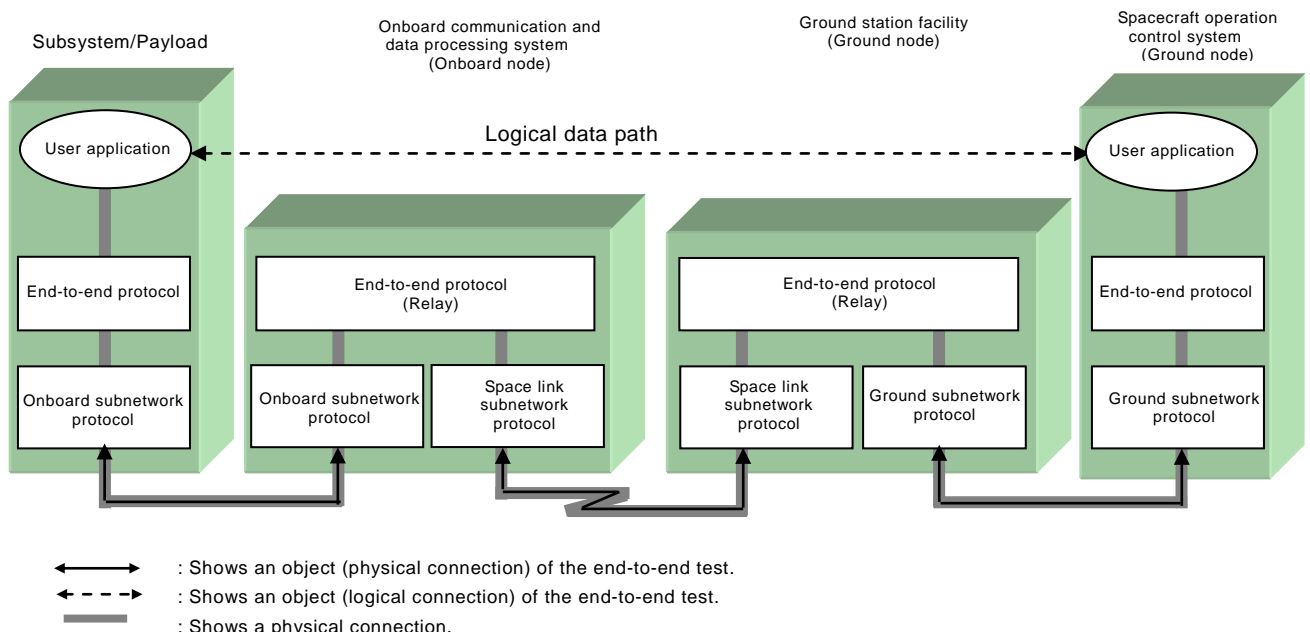 Subsystem/Payload
Onboard communication and
data processing system
(Onboard node)
Ground station facility
(Ground node)
Spacecraft operation
control system
(Ground node)
User application
Logical data path
User application
End-to-end protocol
End-to-end protocol
(Relay)
End-to-end protocol
(Relay)
End-to-end protocol
Onboard subnetwork
protocol
Onboard subnetwork
protocol
Space link
subnetwork
protocol
Space link
subnetwork
protocol
Ground subnetwork
protocol
Ground subnetwork
protocol
: Shows an object (physical connection) of the end-to-end test.
: Shows an object (logical connection) of the end-to-end test.
: Shows a physical connection.